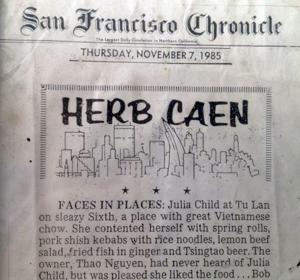 San Francisco Chronicle
The Largest Daily Circulation in Northern California
THURSDAY, NOVEMBER 7, 1985
HERB CAEN
FACES IN PLACES: Julia Child at Tu Lan
on sleazy Sixth, a place with great Vietnamese
chow. She contented herself with spring rolls,
pork shish kebabs with rice noodles, lemon beef
salad, fried fish in ginger and Tsingtao beer. The
owner, Thao Nguyen, had never heard of Julia
Child, but was pleased she liked the food . . . Bob